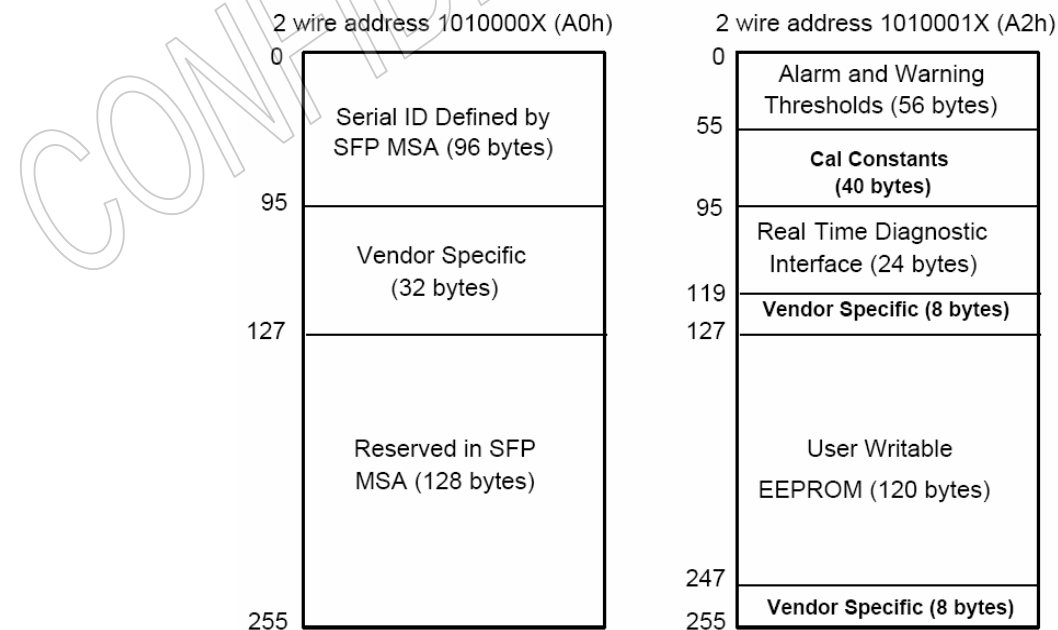 2 wire address 1010000X (A0h)
0
Serial ID Defined by
SFP MSA (96 bytes)
95
Vendor Specific
(32 bytes)
127
Reserved in SFP
MSA (128 bytes)
255
2 wire address 1010001X (A2h)
0
Alarm and Warning
Thresholds (56 bytes)
55
Cal Constants
(40 bytes)
95
Real Time Diagnostic
Interface (24 bytes)
119
Vendor Specific (8 bytes)
127
User Writable
EEPROM (120 bytes)
247
Vendor Specific (8 bytes)
255